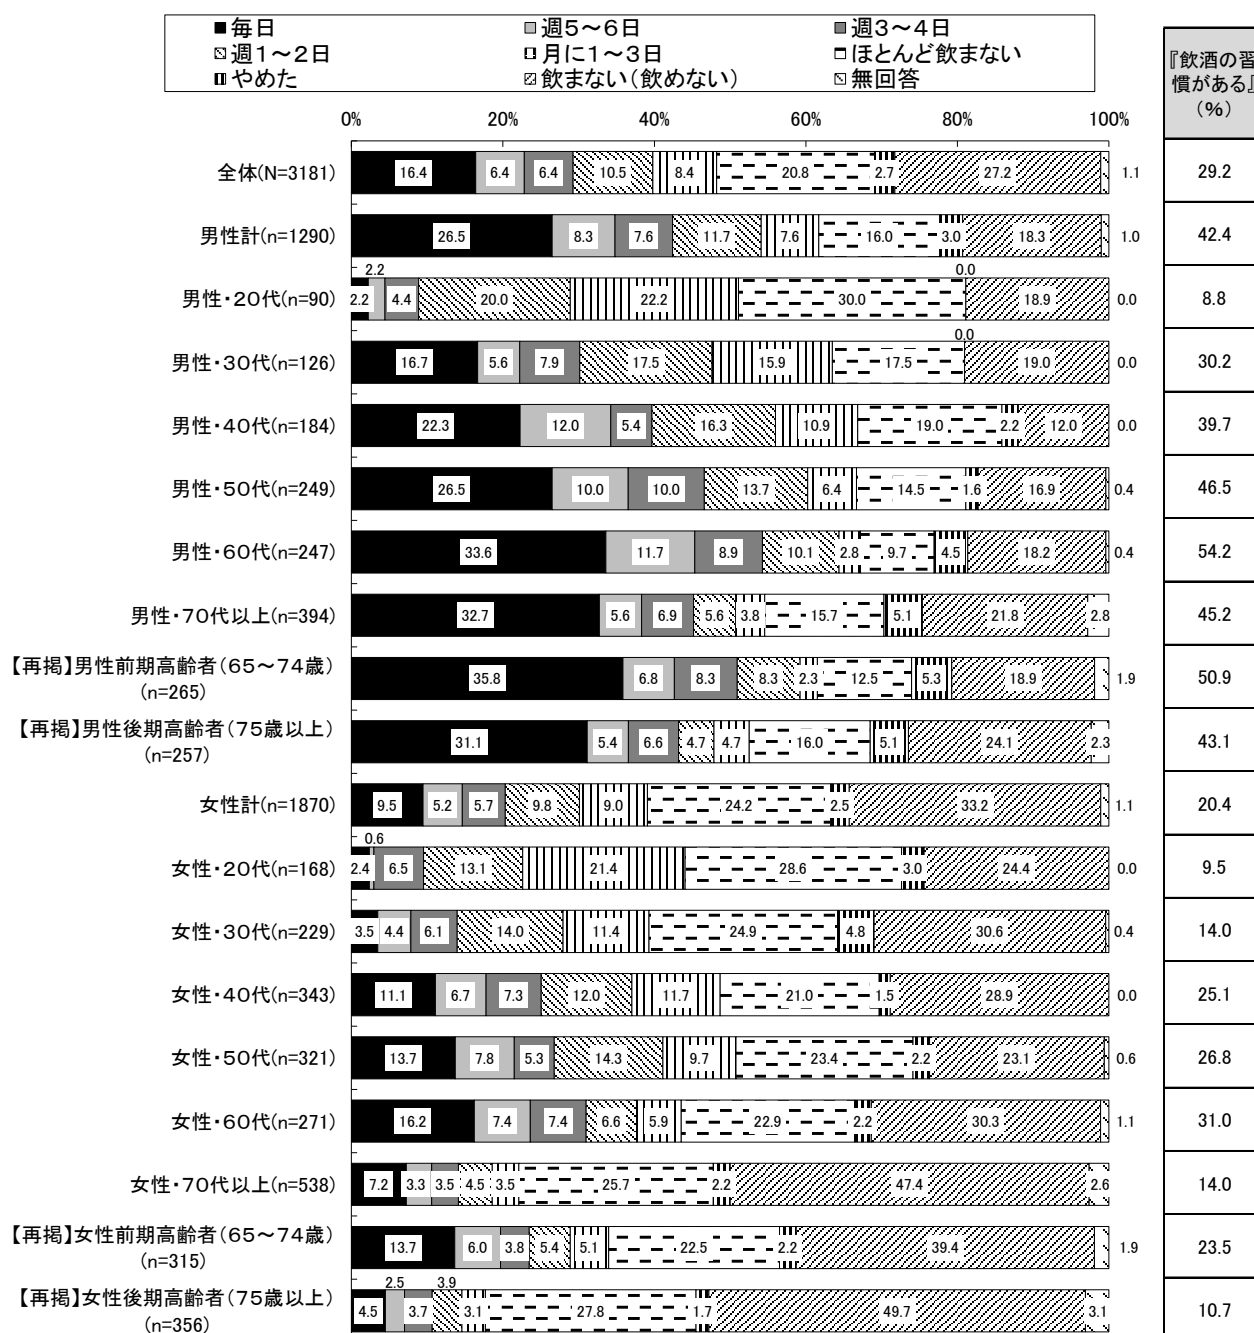 毎日 週5～6日 週3～4日
週1～2日 月に1～3日 ほとんど飲まない
やめた 飲まない(飲めない) 無回答
『飲酒の習
慣がある』
(%)
0% 20% 40% 60% 80% 100%
全体(N=3181) 16.4 6.4 6.4 10.5 8.4 20.8 2.7 27.2 1.1 29.2
男性計(n=1290) 26.5 8.3 7.6 11.7 7.6 16.0 3.0 18.3 1.0 42.4
2.2 0.0
男性・20代(n=90) 2.2 4.4 20.0 22.2 30.0 18.9 0.0 8.8
0.0
男性・30代(n=126) 16.7 5.6 7.9 17.5 15.9 17.5 19.0 0.0 30.2
男性・40代(n=184) 22.3 12.0 5.4 16.3 10.9 19.0 2.2 12.0 0.0 39.7
男性・50代(n=249) 26.5 10.0 10.0 13.7 6.4 14.5 1.6 16.9 0.4 46.5
男性・60代(n=247) 33.6 11.7 8.9 10.1 2.8 9.7 4.5 18.2 0.4 54.2
男性・70代以上(n=394) 32.7 5.6 6.9 5.6 3.8 15.7 5.1 21.8 2.8 45.2
【再掲】男性前期高齢者(65～74歳)
(n=265) 35.8 6.8 8.3 8.3 2.3 12.5 5.3 18.9 1.9 50.9
【再掲】男性後期高齢者(75歳以上)
(n=257) 31.1 5.4 6.6 4.7 4.7 16.0 5.1 24.1 2.3 43.1
女性計(n=1870) 9.5 5.2 5.7 9.8 9.0 24.2 2.5 33.2 1.1 20.4
0.6
女性・20代(n=168) 2.4 6.5 13.1 21.4 28.6 3.0 24.4 0.0 9.5
女性・30代(n=229) 3.5 4.4 6.1 14.0 11.4 24.9 4.8 30.6 0.4 14.0
女性・40代(n=343) 11.1 6.7 7.3 12.0 11.7 21.0 1.5 28.9 0.0 25.1
女性・50代(n=321) 13.7 7.8 5.3 14.3 9.7 23.4 2.2 23.1 0.6 26.8
女性・60代(n=271) 16.2 7.4 7.4 6.6 5.9 22.9 2.2 30.3 1.1 31.0
女性・70代以上(n=538) 7.2 3.3 3.5 4.5 3.5 25.7 2.2 47.4 2.6 14.0
【再掲】女性前期高齢者(65～74歳)
(n=315) 13.7 6.0 3.8 5.4 5.1 22.5 2.2 39.4 1.9 23.5
2.5 3.9
【再掲】女性後期高齢者(75歳以上)
(n=356) 4.5 3.7 3.1 27.8 1.7 49.7 3.1 10.7